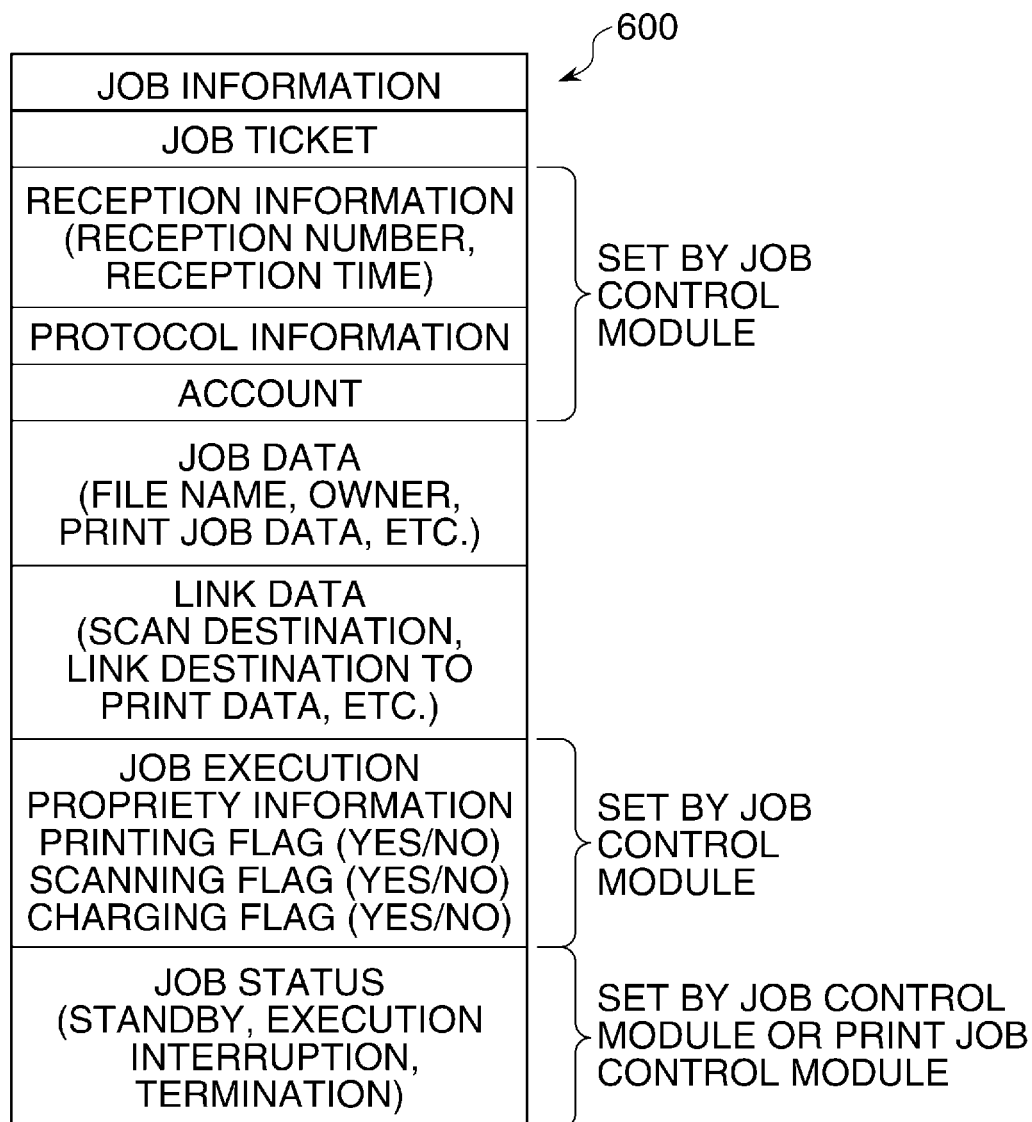 600
JOB INFORMATION
JOB TICKET
RECEPTION INFORMATION
(RECEPTION NUMBER,
RECEPTION TIME)
PROTOCOL INFORMATION
ACCOUNT
SET BY JOB
CONTROL
MODULE
JOB DATA
(FILE NAME, OWNER,
PRINT JOB DATA, ETC.)
LINK DATA
(SCAN DESTINATION,
LINK DESTINATION TO
PRINT DATA, ETC.)
JOB EXECUTION
PROPRIETY INFORMATION
PRINTING FLAG (YES/NO)
SCANNING FLAG (YES/NO)
CHARGING FLAG (YES/NO)
SET BY JOB
CONTROL
MODULE
JOB STATUS
(STANDBY, EXECUTION
INTERRUPTION,
TERMINATION)
SET BY JOB CONTROL
MODULE OR PRINT JOB
CONTROL MODULE